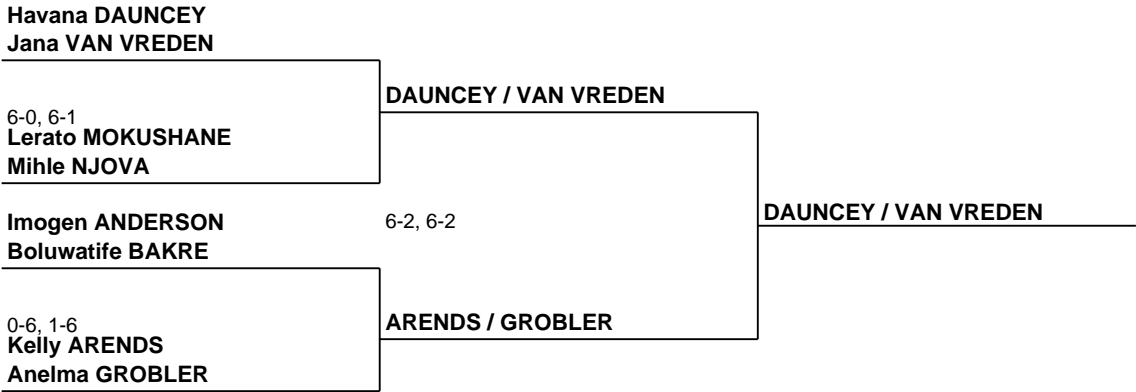 Havana DAUNCEY
Jana VAN VREDEN
DAUNCEY / VAN VREDEN
6-0, 6-1
Lerato MOKUSHANE
Mihle NJOVA
DAUNCEY / VAN VREDEN
Imogen ANDERSON
6-2, 6-2
Boluwatife BAKRE
ARENDS / GROBLER
0-6, 1-6
Kelly ARENDS
Anelma GROBLER